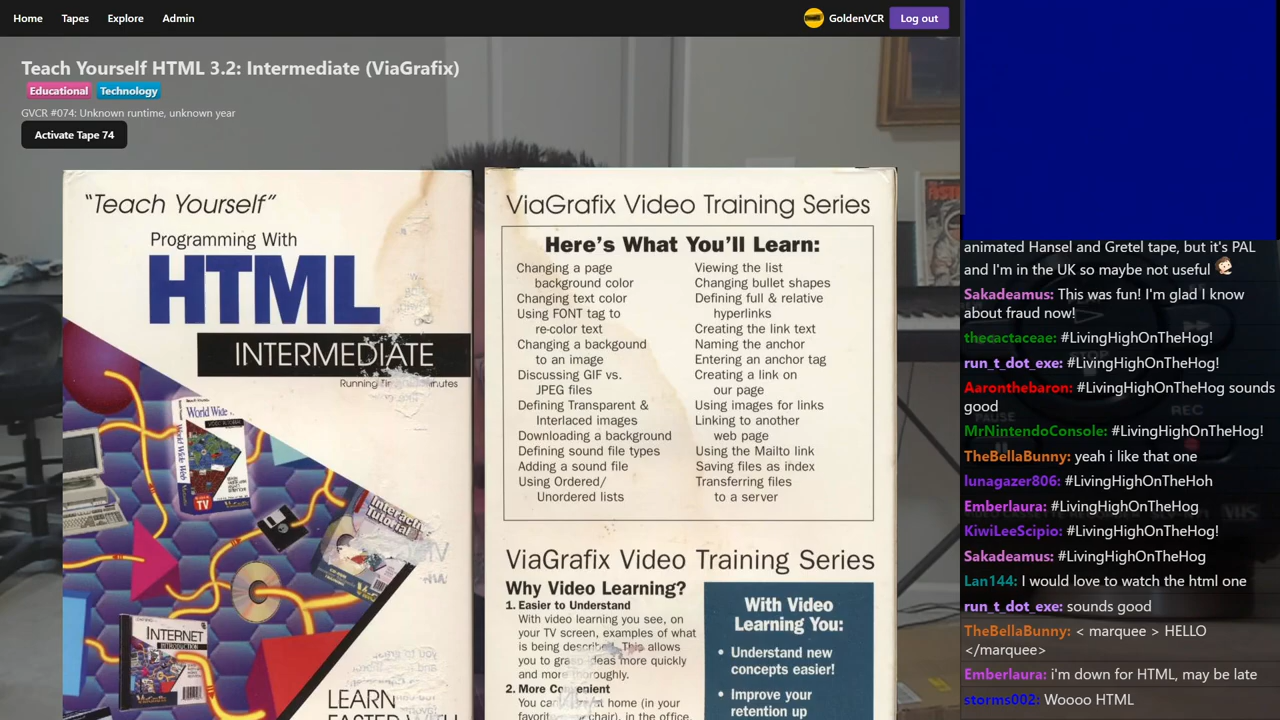 Home Tapes Explore Admin
GoldenVCR Log out
Teach Yourself HTML 3.2: Intermediate (ViaGrafix)
Educational Technology
GVCR #074: Unknown runtime, unknown year
Activate Tape 74
"Teach Yourself"
Programming With
HTML
INTERMEDIATE
Running
World Wide
INTERNET
INTRODUCTION
LEARN
ViaGrafix Video Training Series
Here's What You'll Learn:
Changing a page
background color
Changing text color
Using FONT tag to
re-color text
Changing a backgound
to an image
Discussing GIF vs.
JPEG files
Defining Transparent &
Interlaced images
Downloading a background
Defining sound file types
Adding a sound file
Using Ordered/
Unordered lists
Viewing the list
Changing bullet shapes
Defining full & relative
hyperlinks
Creating the link text
Naming the anchor
Entering an anchor tag
Creating a link on
our page
Using images for links
Linking to another
web page
Using the Mailto link
Saving files as index
Transferring files
to a server
ViaGrafix Video Training Series
Why Video Learning?
1. Easier to Understand
With video learning you see, on
your TV screen, examples of what
is being described. This allows
you to grasp ideas more quickly
and more thoroughly.
2. More Convenient
home (in your
chair), in the office,
With Video
Learning You:
• Understand new
concepts easier!
• Improve your
retention up
REC
VHS
animated Hansel and Gretel tape, but it's PAL
and I'm in the UK so maybe not useful
Sakadeamus: This was fun! I'm glad I know
about fraud now!
thecactaceae: #LivingHighOnTheHog!
run_t_dot_exe: #LivingHighOnTheHog!
Aaronthebaron: #LivingHighOnTheHog sounds
good
MrNintendoConsole: #LivingHighOnTheHog!
TheBellaBunny: yeah i like that one
lunagazer806: #LivingHighOnTheHoh
Emberlaura: #LivingHighOnTheHog
KiwiLeeScipio: #LivingHighOnTheHog!
Sakadeamus: #LivingHighOnTheHog
Lan144: I would love to watch the html one
run_t_dot_exe: sounds good
TheBellaBunny: < marquee > HELLO
</marquee>
Emberlaura: i'm down for HTML, may be late
storms002: Woooo HTML